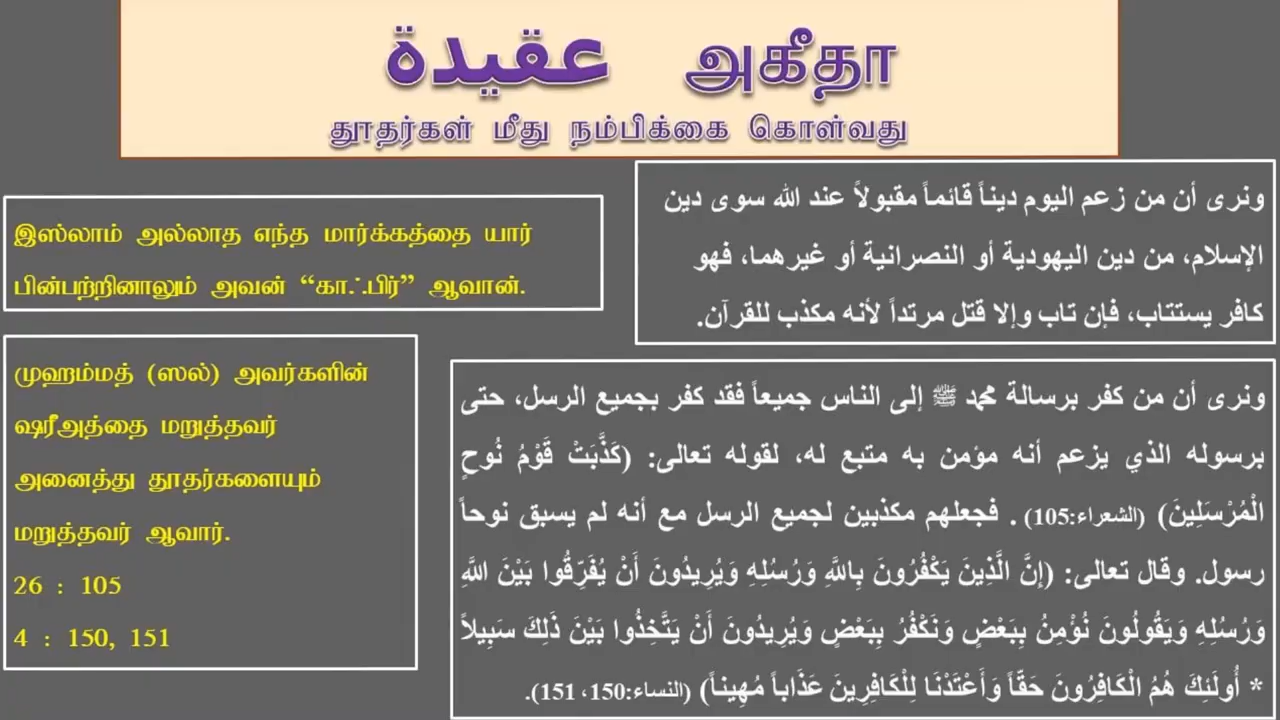 عقيدة அகீதா
தூதர்கள் மீது நம்பிக்கை கொள்வது
ونرى أن من زعم اليوم ديناً قائماً مقبولاً عند الله سوى دين
الإسلام، من دين اليهودية أو النصرانية أو غيرهما، فهو
كافر يستتاب، فإن تاب وإلا قتل مرتداً لأنه مكذب للقرآن.
இஸ்லாம் அல்லாத எந்த மார்க்கத்தை யார்
பின்பற்றினாலும் அவன் “காஃபிர்” ஆவான்.
ونرى أن من كفر برسالة محمد ﷺ إلى الناس جميعاً فقد كفر بجميع الرسل، حتى
برسوله الذي يزعم أنه مؤمن به متبع له، لقوله تعالى: (كَذَّبَتْ قَوْمُ نُوحٍ
الْمُرْسَلِينَ) (الشعراء:105) . فجعلهم مكذبين لجميع الرسل مع أنه لم يسبق نوحاً
رسول. وقال تعالى: (إِنَّ الَّذِينَ يَكْفُرُونَ بِاللَّهِ وَرُسُلِهِ وَيُرِيدُونَ أَنْ يُفَرِّقُوا بَيْنَ اللَّهِ
وَرُسُلِهِ وَيَقُولُونَ نُؤْمِنُ بِبَعْضٍ وَنَكْفُرُ بِبَعْضٍ وَيُرِيدُونَ أَنْ يَتَّخِذُوا بَيْنَ ذَلِكَ سَبِيلاً
* أُولَئِكَ هُمُ الْكَافِرُونَ حَقّاً وَأَعْتَدْنَا لِلْكَافِرِينَ عَذَاباً مُهِيناً) (النساء:150، 151).
முஹம்மத் (ஸல்) அவர்களின்
ஷரீஅத்தை மறுத்தவர்
அனைத்து தூதர்களையும்
மறுத்தவர் ஆவார்.
26 : 105
4 : 150, 151